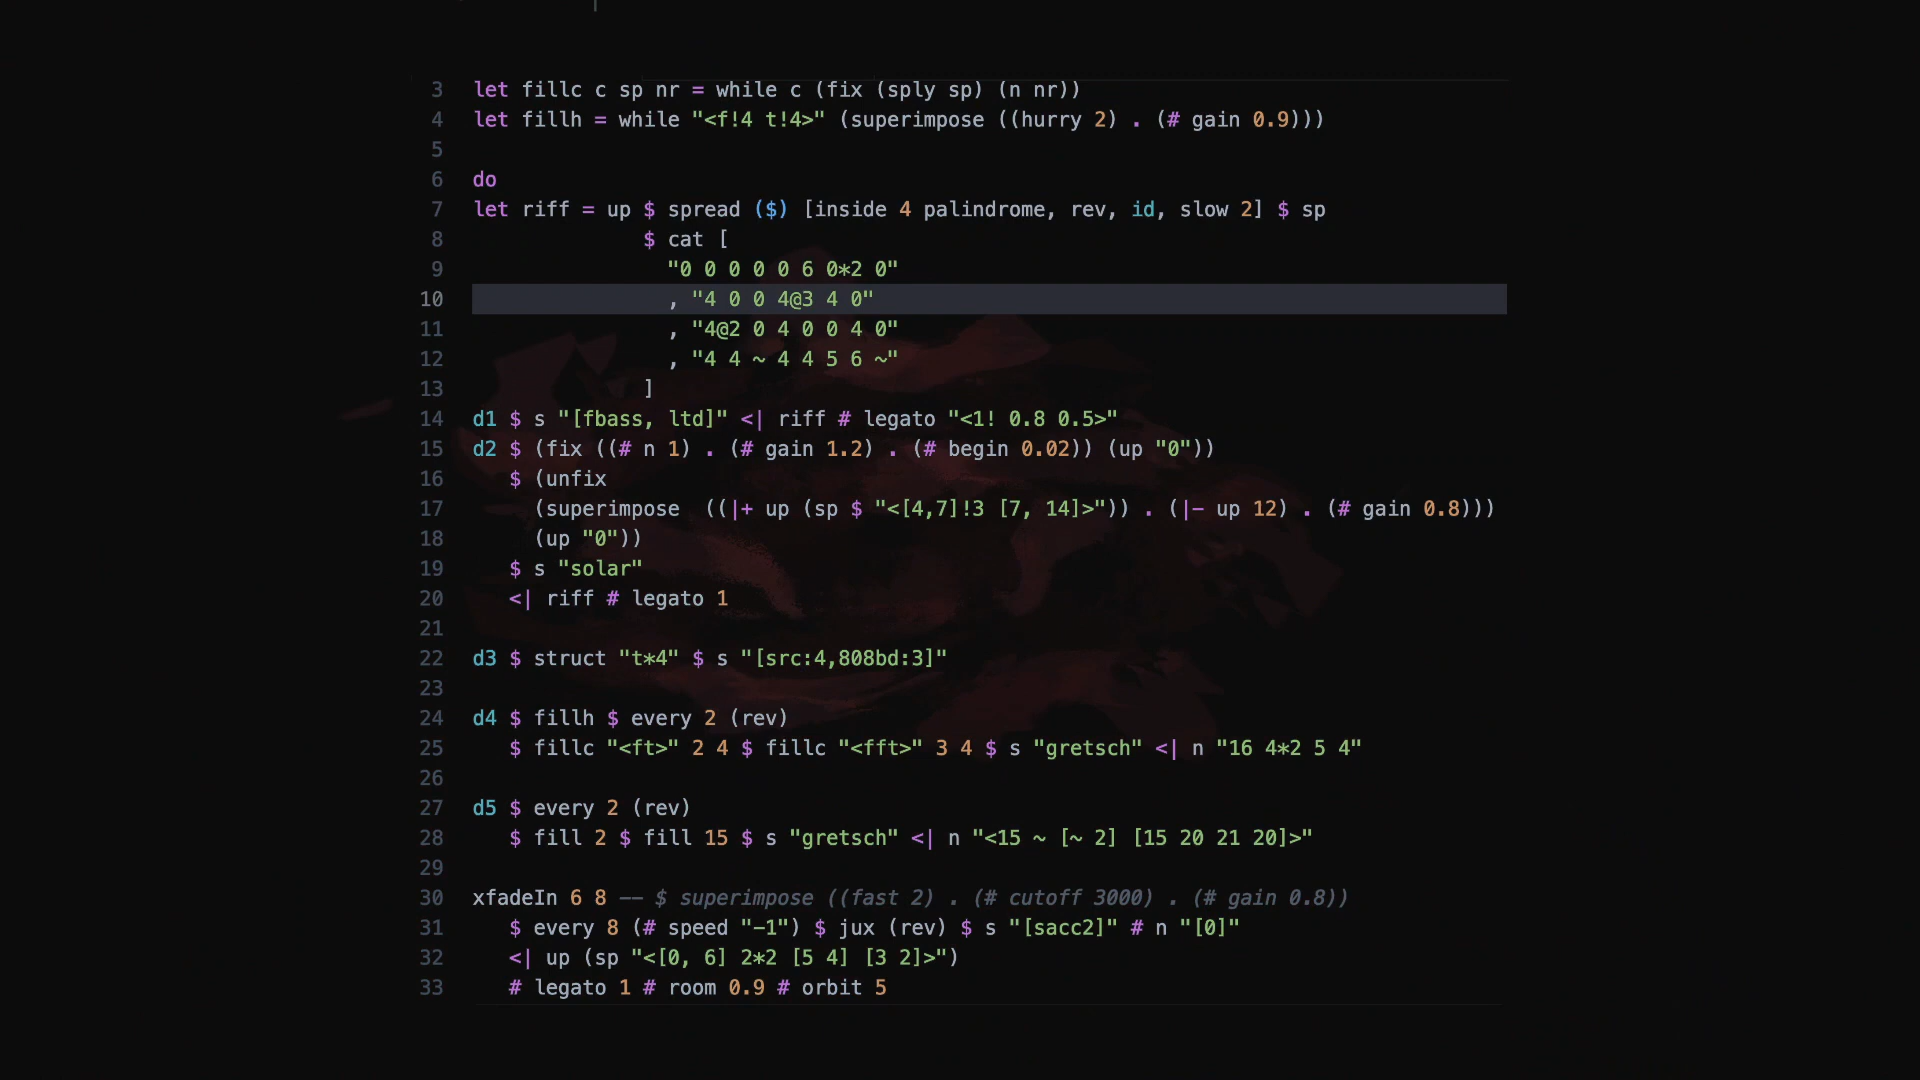 3 let fillc c sp nr = while c (fix (sply sp) (n nr))
4 let fillh = while "<f!4 t!4>" (superimpose ((hurry 2) . (# gain 0.9)))
5
6 do
7 let riff = up $ spread ($) [inside 4 palindrome, rev, id, slow 2] $ sp
8 $ cat [
9 "0 0 0 0 0 6 0*2 0"
10 , "4 0 0 4@3 4 0"
11 , "4@2 0 4 0 0 4 0"
12 , "4 4 ~ 4 4 5 6 ~"
13 ]
14 d1 $ s "[fbass, ltd]" <| riff # legato "<1! 0.8 0.5>"
15 d2 $ (fix ((# n 1) . (# gain 1.2) . (# begin 0.02)) (up "0"))
16 $ (unfix
17 (superimpose  ((|+ up (sp $ "<[4,7]!3 [7, 14]>")) . (|- up 12) . (# gain 0.8)))
18 (up "0"))
19 $ s "solar"
20 <| riff # legato 1
21
22 d3 $ struct "t*4" $ s "[src:4,808bd:3]"
23
24 d4 $ fillh $ every 2 (rev)
25 $ fillc "<ft>" 2 4 $ fillc "<fft>" 3 4 $ s "gretsch" <| n "16 4*2 5 4"
26
27 d5 $ every 2 (rev)
28 $ fill 2 $ fill 15 $ s "gretsch" <| n "<15 ~ [~ 2] [15 20 21 20]>"
29
30 xfadeIn 6 8 -- $ superimpose ((fast 2) . (# cutoff 3000) . (# gain 0.8))
31 $ every 8 (# speed "-1") $ jux (rev) $ s "[sacc2]" # n "[0]"
32 <| up (sp "<[0, 6] 2*2 [5 4] [3 2]>")
33 # legato 1 # room 0.9 # orbit 5